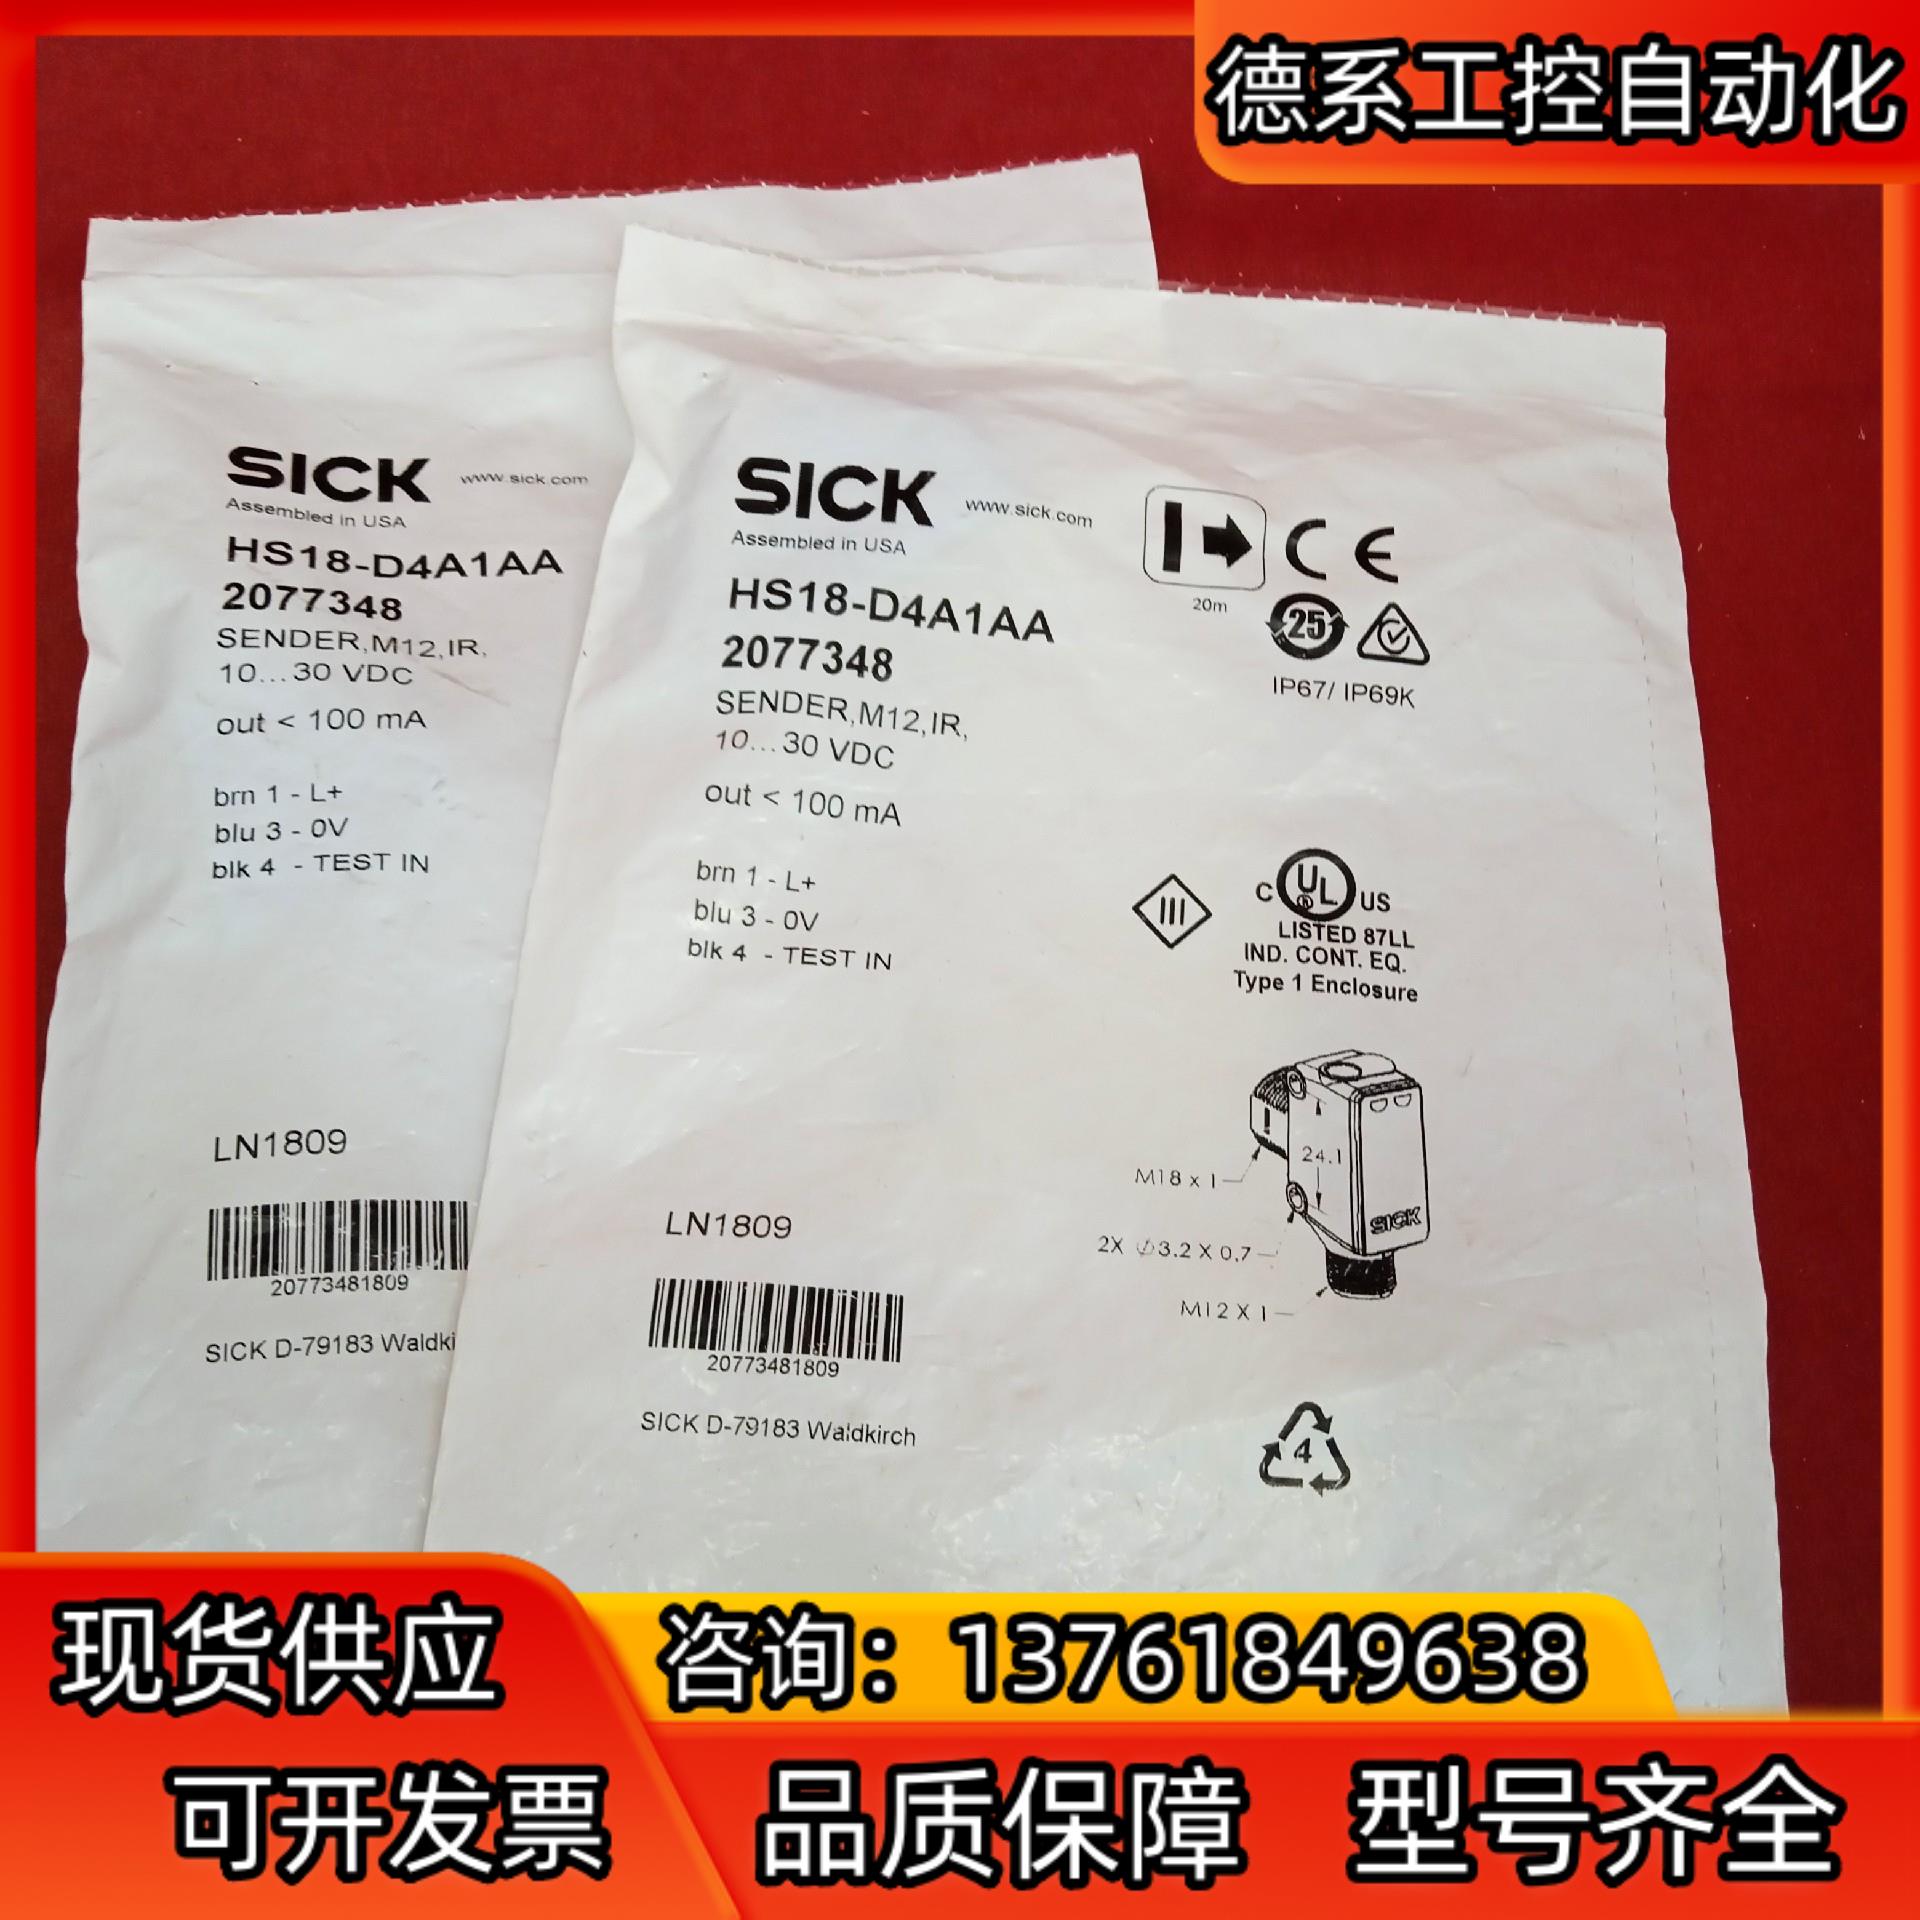 德系工控自动化
SICK www.sick.com
Assembled in USA
HS18-D4A1AA
2077348
SENDER,M12,IR,
10...30 VDC
out < 100 mA
brn 1 - L+
blu 3 - 0V
blk 4 - TEST IN
LN1809
20773481809
SICK D-79183 Waldki
SICK www.sick.com
Assembled in USA
HS18-D4A1AA
2077348
SENDER,M12,IR,
10...30 VDC
out < 100 mA
brn 1 - L+
blu 3 - 0V
blk 4 - TEST IN
LN1809
20773481809
SICK D-79183 Waldkirch
CE
20m
25
IP67/ IP69K
III
C UL US
LISTED 87LL
IND. CONT. EQ.
Type 1 Enclosure
24.1
M18 x 1
SICK
2X Ø3.2 X 0.7
M12 X 1
4
现货供应
咨询：13761849638
可开发票
品质保障 型号齐全